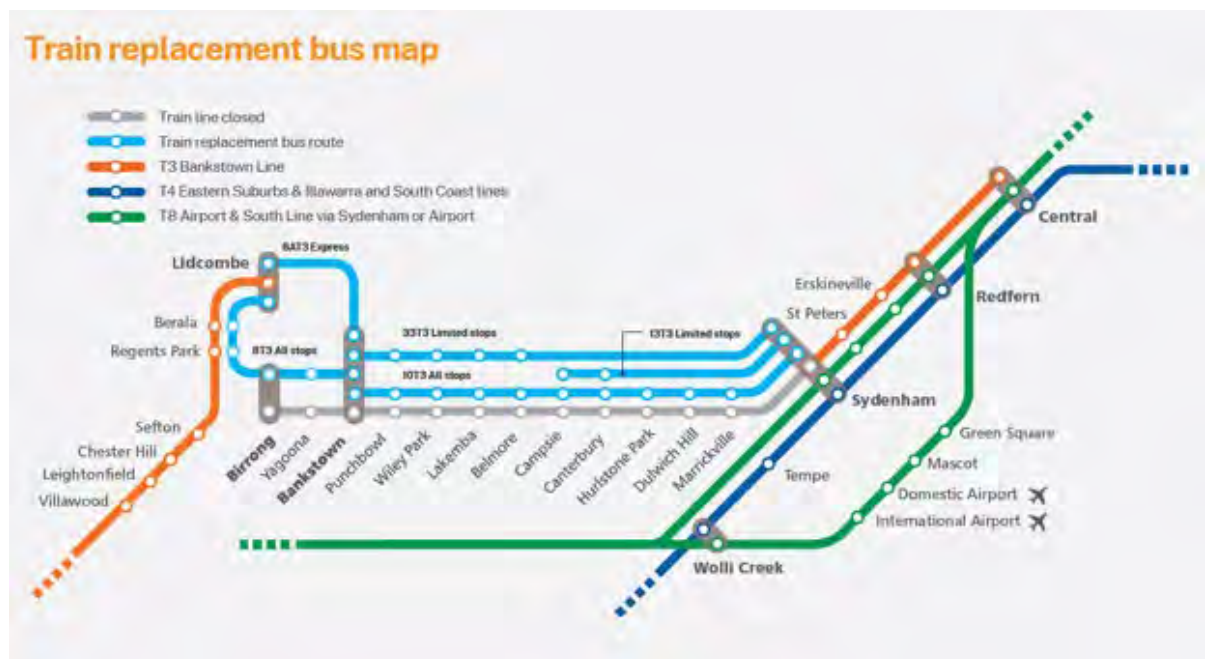 Train replacement bus map
Train line closed
Train replacement bus route
T3 Bankstown Line
T4 Eastern Suburbs & Illawarra and South Coast lines
T8 Airport & South Line via Sydenham or Airport
Central
6AT3 Express
Lidcombe
Erskineville
Redfern
St Peters
Berala
33T3 Limited stops
13T3 Limited stops
Regents Park
8T3 All stops
10T3 All stops
Sydenham
Sefton
Green Square
Chester Hill
Birrong
Yagoona
Bankstown
Punchbowl
Wiley Park
Lakemba
Belmore
Campsie
Canterbury
Hurlstone Park
Dulwich Hill
Marrickville
Mascot
Leightonfield
Tempe
Domestic Airport
Villawood
International Airport
Wolli Creek